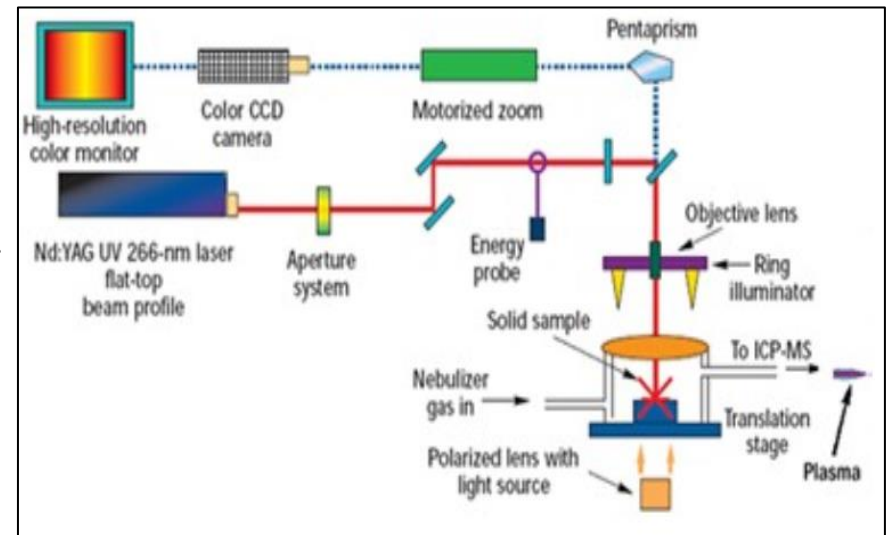 Pentaprism
High-resolution
color monitor
Color CCD
camera
Motorized zoom
Nd:YAG UV 266-nm laser
flat-top
beam profile
Aperture
system
Energy
probe
Objective lens
Ring
illuminator
Solid sample
To ICP-MS
Nebulizer
gas in
Translation
stage
Plasma
Polarized lens with
light source